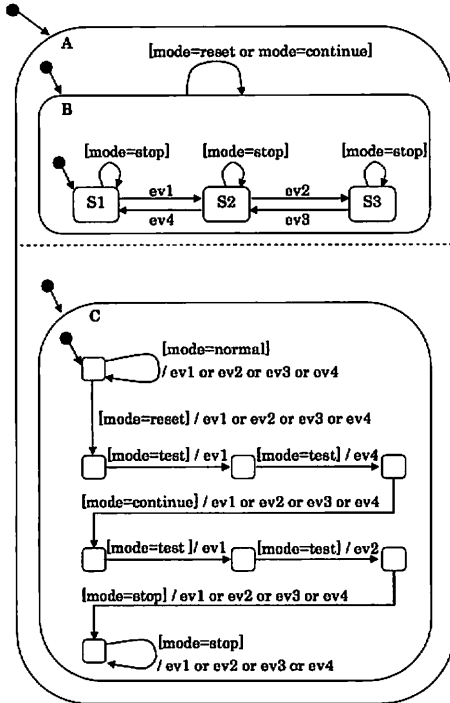 A
[mode=reset or mode=continue]
B
[mode=stop] [mode=stop] [mode=stop]
S1 ev1 S2 ev2 S3
ev4 ev3
C
[mode=normal]
/ ev1 or ev2 or ev3 or ev4
[mode=reset] / ev1 or ev2 or ev3 or ev4
[mode=test] / ev1 [mode=test] / ev4
[mode=continue] / ev1 or ev2 or ev3 or ev4
[mode=test] / ev1 [mode=test] / ev2
[mode=stop] / ev1 or ev2 or ev3 or ev4
[mode=stop]
/ ev1 or ev2 or ev3 or ev4